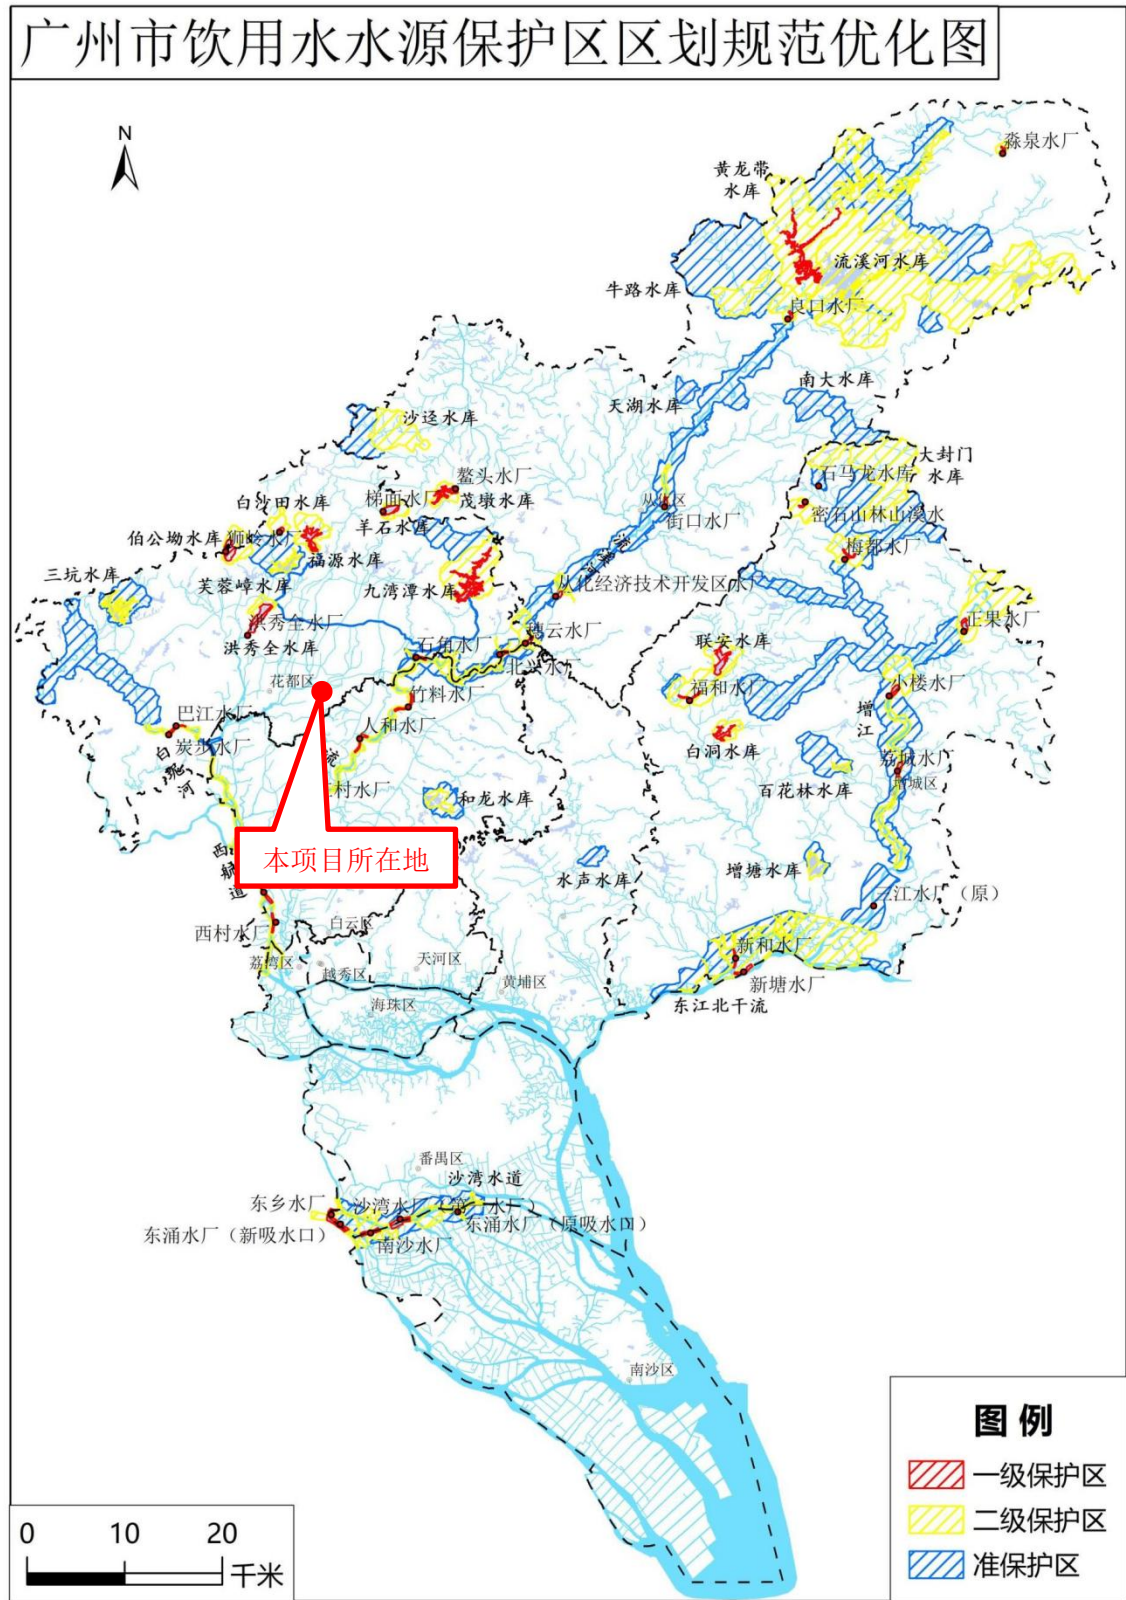 广州市饮用水水源保护区区划规范优化图
N
淼泉水厂
黄龙带
水库
流溪河水库
牛路水库
良口水厂
南大水库
天湖水库
沙迳水库
大封门
水库
石马龙水库
鳌头水厂
梯面水厂
茂墩水库
白沙田水库
羊石水库
从化区
街口水厂
密石山林山溪水
伯公坳水库
狮岭水厂
福源水库
梅都水厂
三坑水库
芙蓉嶂水库
九湾潭水库
流溪河
从化经济技术开发区水厂
洪秀全水厂
洪秀全水库
石角水厂
穗云水厂
北兴水厂
联安水库
正果水厂
花都区
竹料水厂
福和水厂
小楼水厂
增江
巴江水厂
人和水厂
白洞水库
炭步水厂
白坭河
流
江村水厂
荔城水厂
增城区
百花林水库
和龙水库
本项目所在地
西航道
水声水库
增塘水库
三江水厂（原）
西村水厂
白云区
新和水厂
荔湾区
越秀区
天河区
黄埔区
新塘水厂
海珠区
东江北干流
番禺区
沙湾水道
东乡水厂
沙湾水厂
东涌水厂（新吸水口）
东涌水厂（原吸水口）
南沙水厂
南沙区
图 例
一级保护区
二级保护区
准保护区
0
10
20
千米